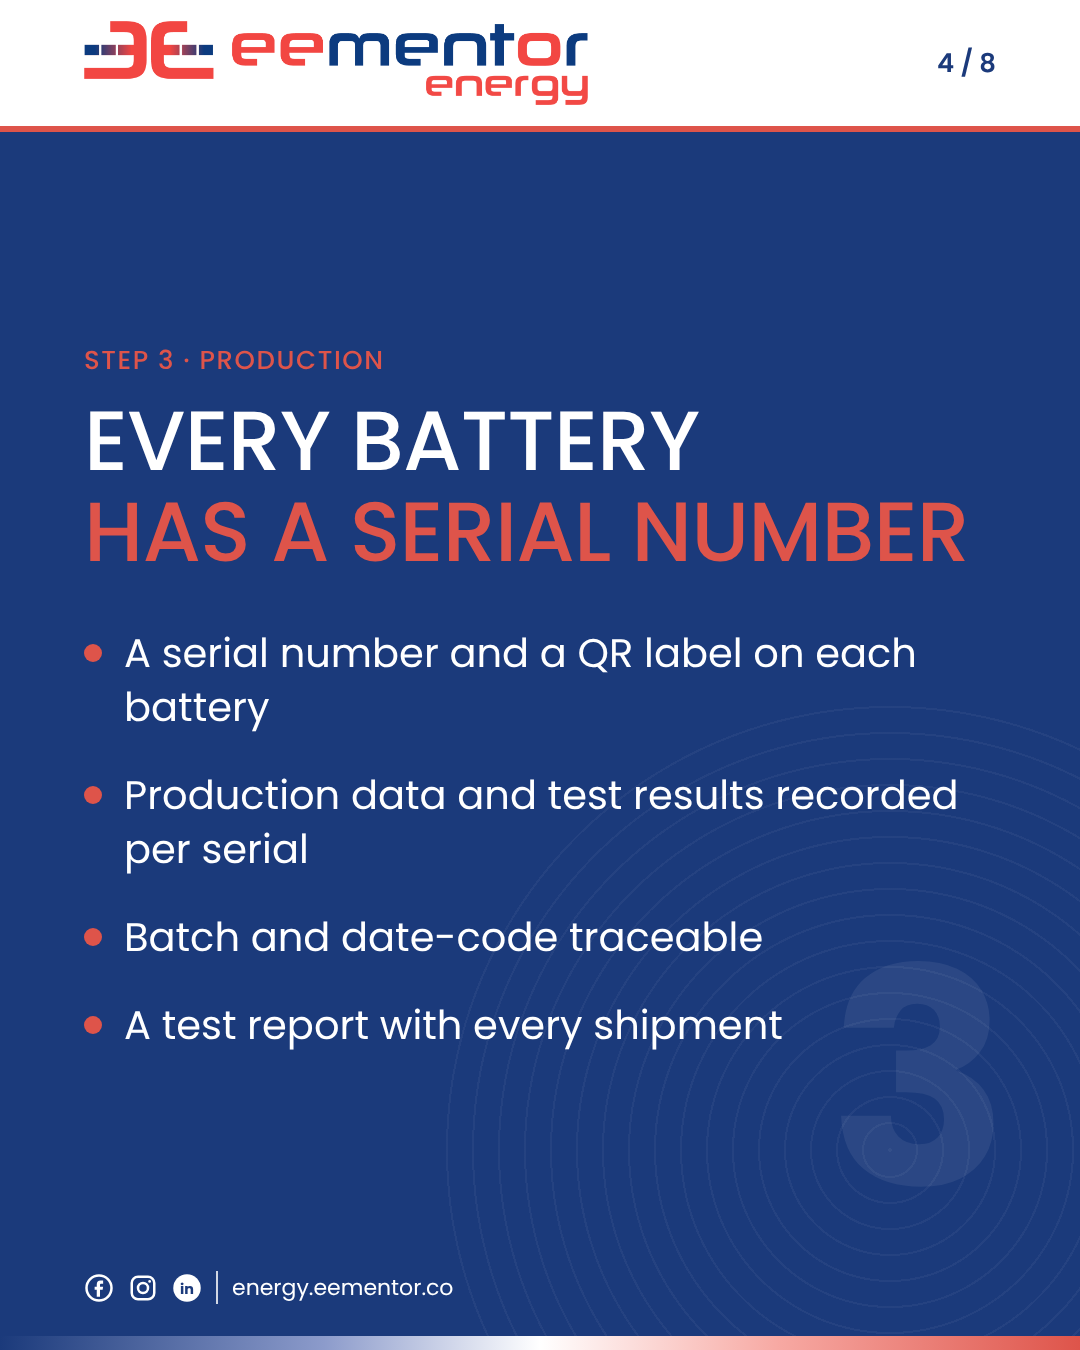 eementor
energy
4 / 8
STEP 3 · PRODUCTION
EVERY BATTERY
HAS A SERIAL NUMBER
A serial number and a QR label on each
battery
Production data and test results recorded
per serial
Batch and date-code traceable
A test report with every shipment
3
energy.eementor.co